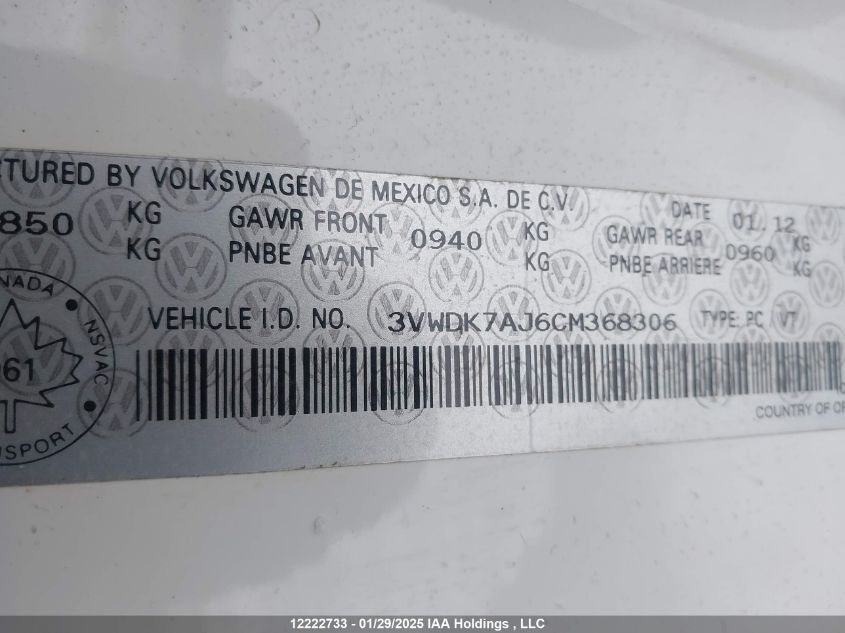 TURED BY VOLKSWAGEN DE MEXICO S.A. DE C.V.
DATE 01.12
850 KG GAWR FRONT 0940 KG GAWR REAR 0960 KG
KG PNBE AVANT KG PNBE ARRIERE KG
VEHICLE I.D. NO. 3VWDK7AJ6CM368306 TYPE: PC / VT
NADA
NSVAC
61
NSPORT
COUNTRY OF OR
12222733 - 01/29/2025 IAA Holdings , LLC